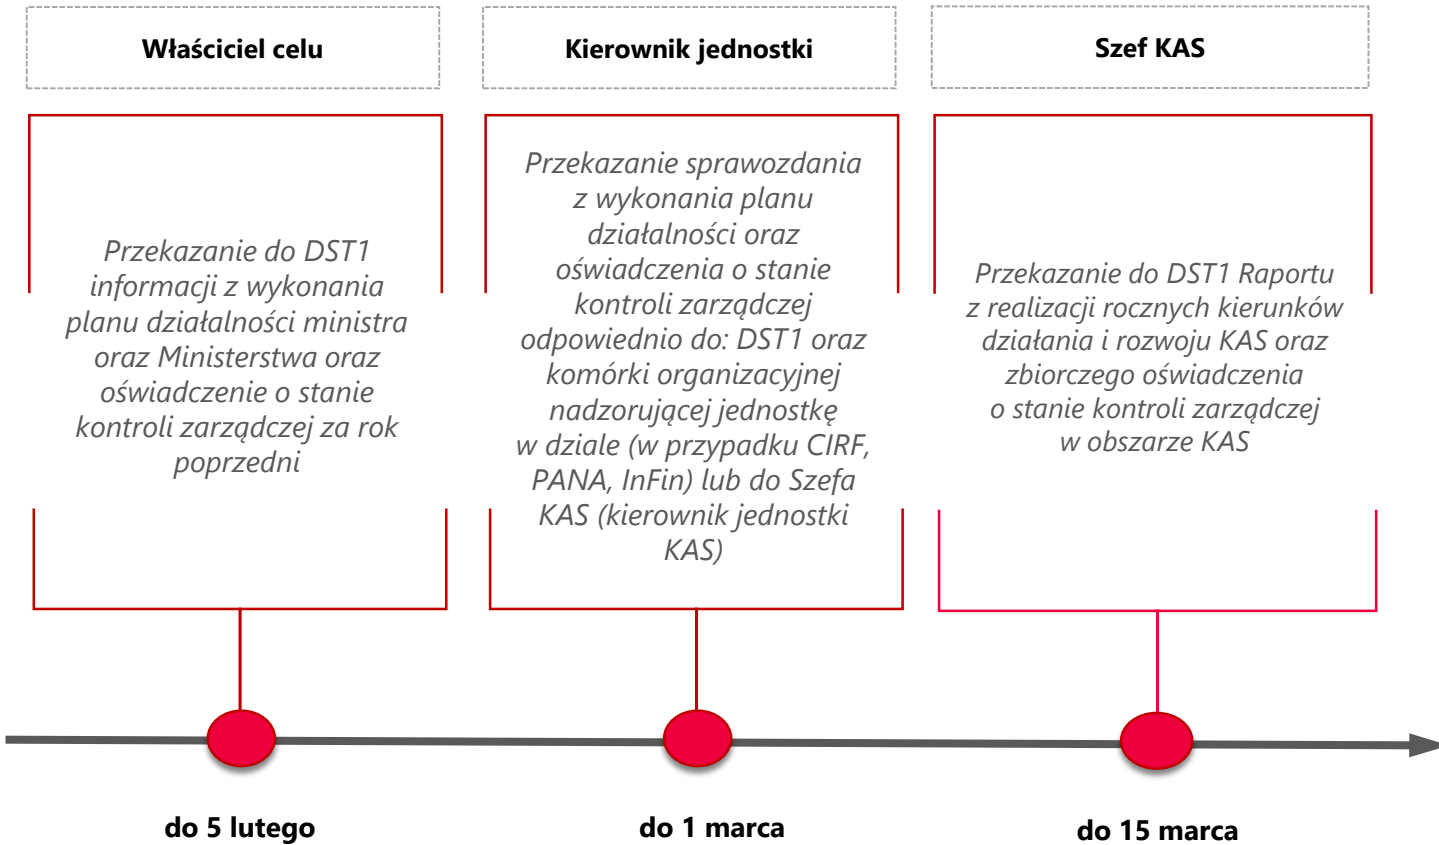 Właściciel celu
Przekazanie do DST1
informacji z wykonania
planu działalności ministra
oraz Ministerstwa oraz
oświadczenie o stanie
kontroli zarządczej za rok
poprzedni
do 5 lutego
Kierownik jednostki
Przekazanie sprawozdania
z wykonania planu
działalności oraz
oświadczenia o stanie
kontroli zarządczej
odpowiednio do: DST1 oraz
komórki organizacyjnej
nadzorującej jednostkę
w dziale (w przypadku CIRF,
PANA, InFin) lub do Szefa
KAS (kierownik jednostki
KAS)
do 1 marca
Szef KAS
Przekazanie do DST1 Raportu
z realizacji rocznych kierunków
działania i rozwoju KAS oraz
zbiorczego oświadczenia
o stanie kontroli zarządczej
w obszarze KAS
do 15 marca